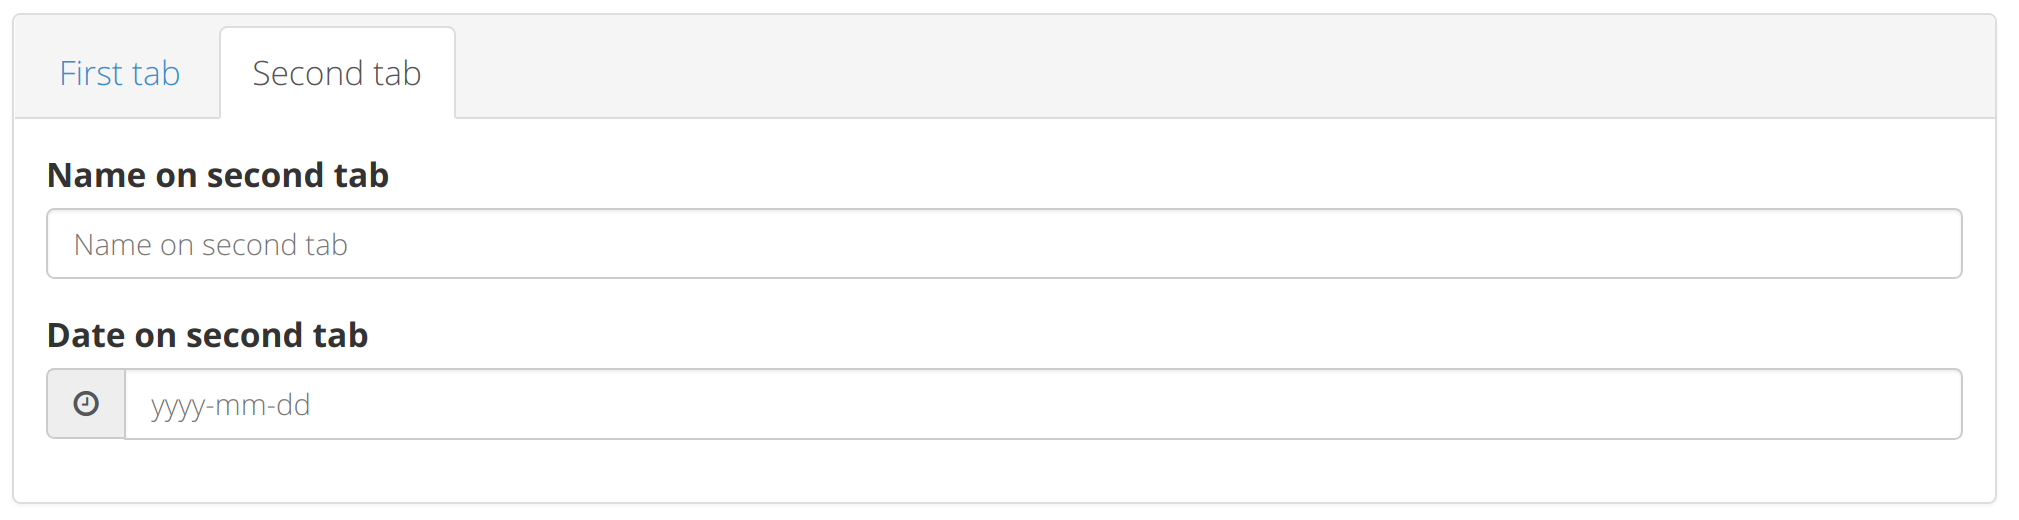 First tab
Second tab
Name on second tab
Name on second tab
Date on second tab
yyyy-mm-dd